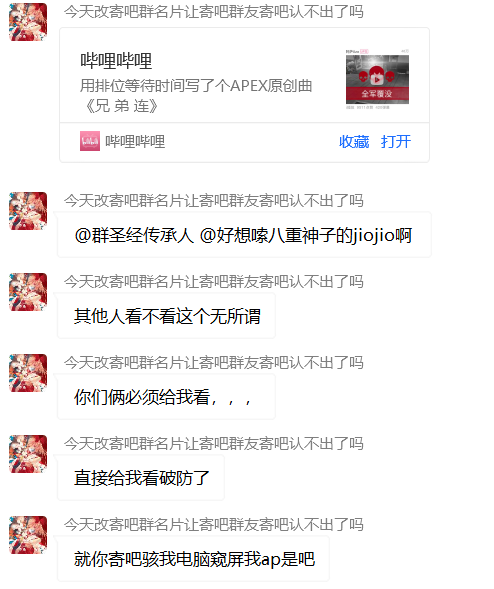 今天改寄吧群名片让寄吧群友寄吧认不出了吗
哔哩哔哩
用排位等待时间写了个APEX原创曲
《兄 弟 连》
全军覆没
哔哩哔哩
收藏 打开
今天改寄吧群名片让寄吧群友寄吧认不出了吗
@群圣经传承人 @好想嗦八重神子的jiojio啊
今天改寄吧群名片让寄吧群友寄吧认不出了吗
其他人看不看这个无所谓
今天改寄吧群名片让寄吧群友寄吧认不出了吗
你们俩必须给我看，，，
今天改寄吧群名片让寄吧群友寄吧认不出了吗
直接给我看破防了
今天改寄吧群名片让寄吧群友寄吧认不出了吗
就你寄吧骇我电脑窥屏我ap是吧